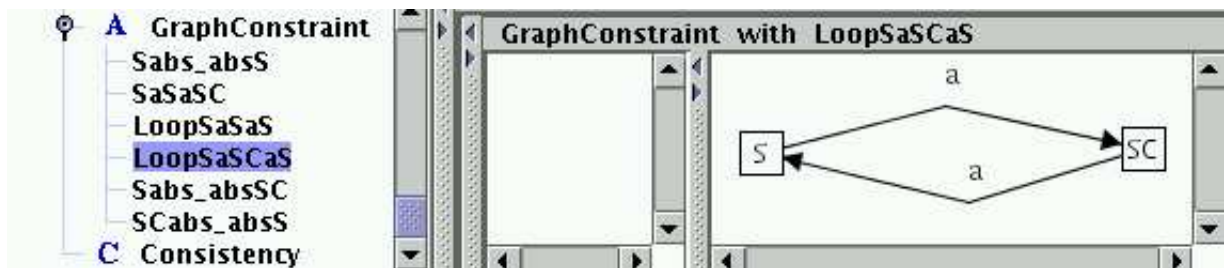 A GraphConstraint
Sabs_absS
SaSaSC
LoopSaSaS
LoopSaSCaS
Sabs_absSC
SCabs_absS
C Consistency
GraphConstraint with LoopSaSCaS
a
S
SC
a